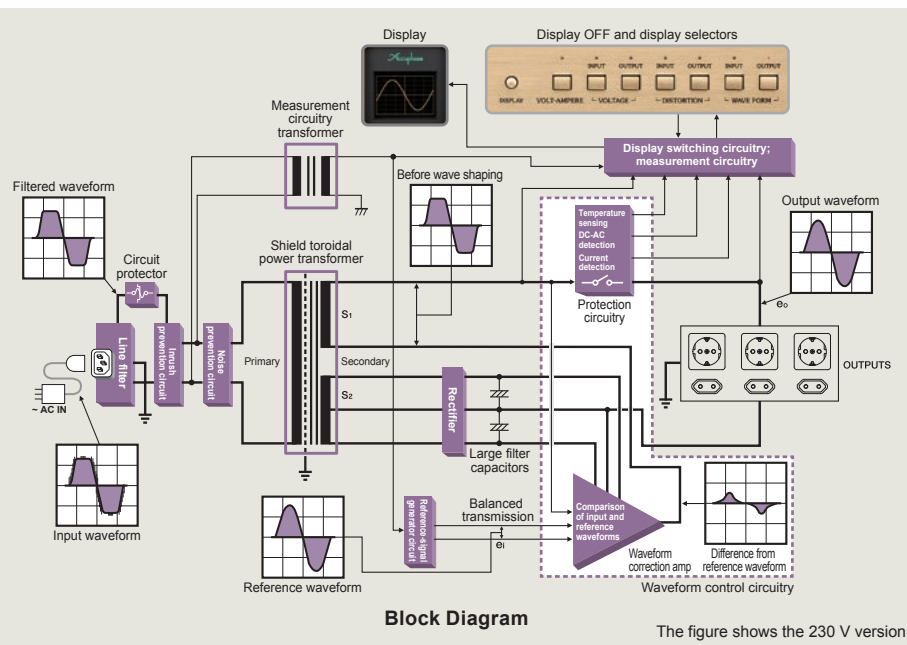 Display
Display OFF and display selectors
Accuphase
INPUT
OUTPUT
INPUT
OUTPUT
INPUT
OUTPUT
DISPLAY
VOLT-AMPERE
VOLTAGE
DISTORTION
WAVE FORM
Measurement
circuitry
transformer
Display switching circuitry;
measurement circuitry
Filtered waveform
Before wave shaping
Output waveform
Temperature
sensing
DC-AC
detection
Current
detection
Circuit
protector
Shield toroidal
power transformer
Protection
circuitry
eo
S1
Line filter
Inrush
prevention circuit
Noise
prevention circuit
Primary
Secondary
OUTPUTS
S2
Rectifier
~ AC IN
Large filter
capacitors
Input waveform
Reference-signal
generator circuit
Balanced
transmission
ei
Comparison
of input and
reference
waveforms
Waveform
correction amp
Difference from
reference waveform
Reference waveform
Waveform control circuitry
Block Diagram
The figure shows the 230 V version